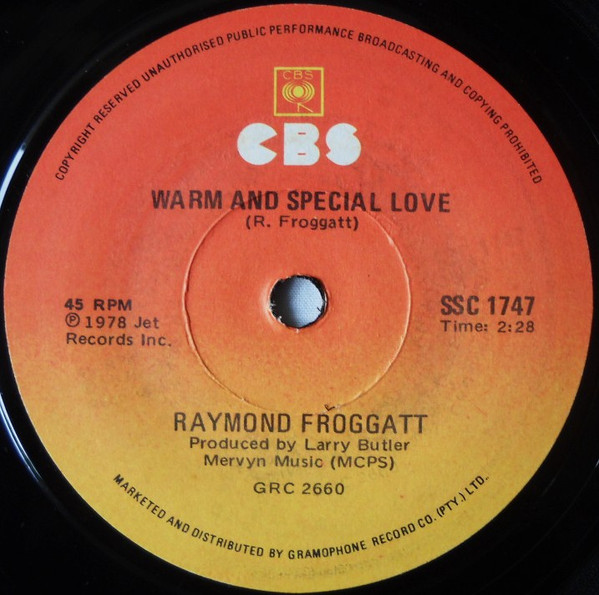 COPYRIGHT RESERVED UNAUTHORISED PUBLIC PERFORMANCE BROADCASTING AND COPYING PROHIBITED
CBS
CBS
WARM AND SPECIAL LOVE
(R. Froggatt)
45 RPM
Ⓟ 1978 Jet
Records Inc.
SSC 1747
Time: 2:28
RAYMOND FROGGATT
Produced by Larry Butler
Mervyn Music (MCPS)
GRC 2660
MARKETED AND DISTRIBUTED BY GRAMOPHONE RECORD CO. (PTY.) LTD.